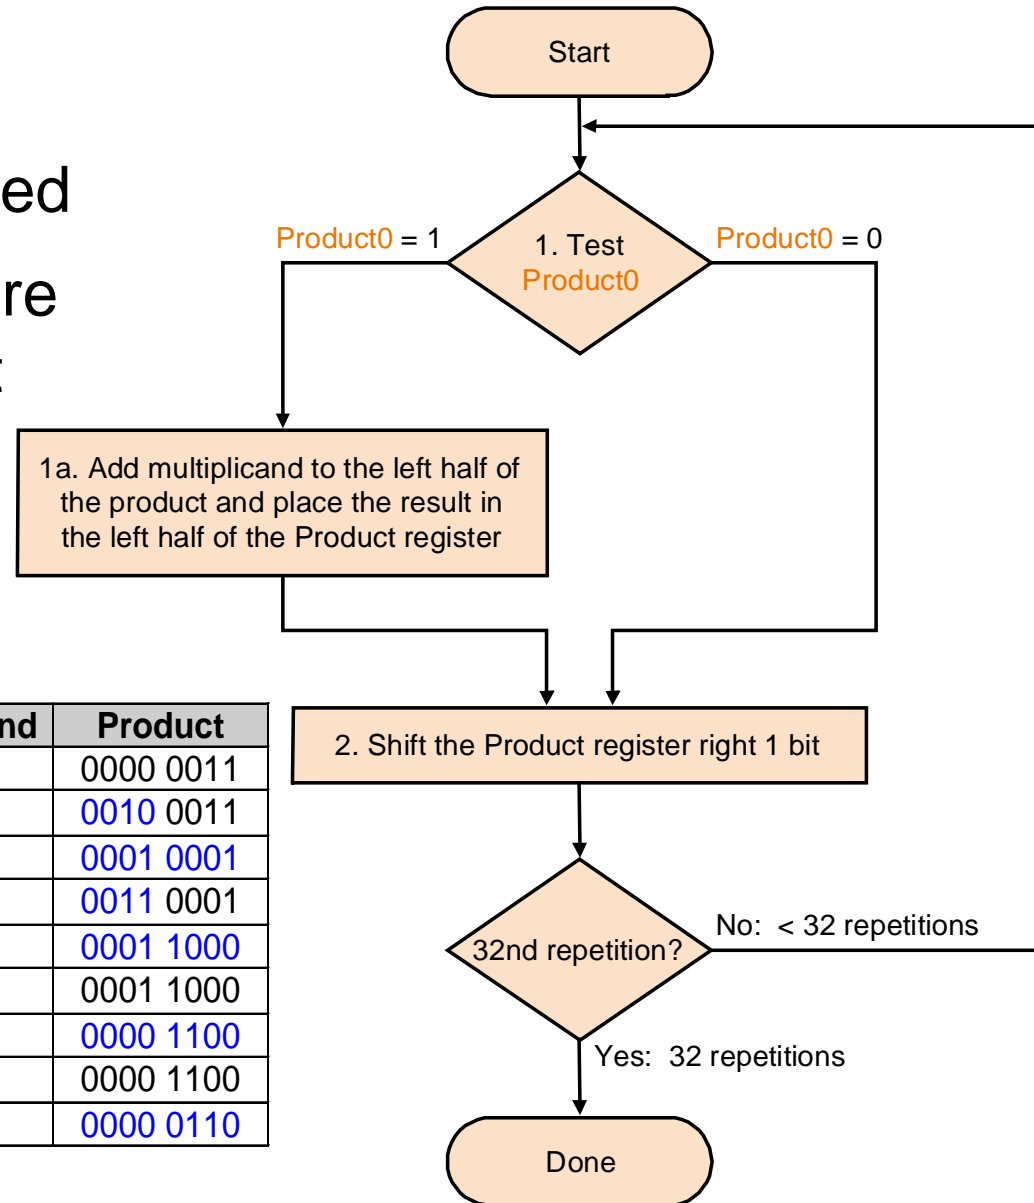 Start
ed
re
Product0 = 1
1. Test
Product0
Product0 = 0
1a. Add multiplicand to the left half of
the product and place the result in
the left half of the Product register
nd Product
0000 0011
0010 0011
0001 0001
0011 0001
0001 1000
0001 1000
0000 1100
0000 1100
0000 0110
2. Shift the Product register right 1 bit
32nd repetition?
No: < 32 repetitions
Yes: 32 repetitions
Done